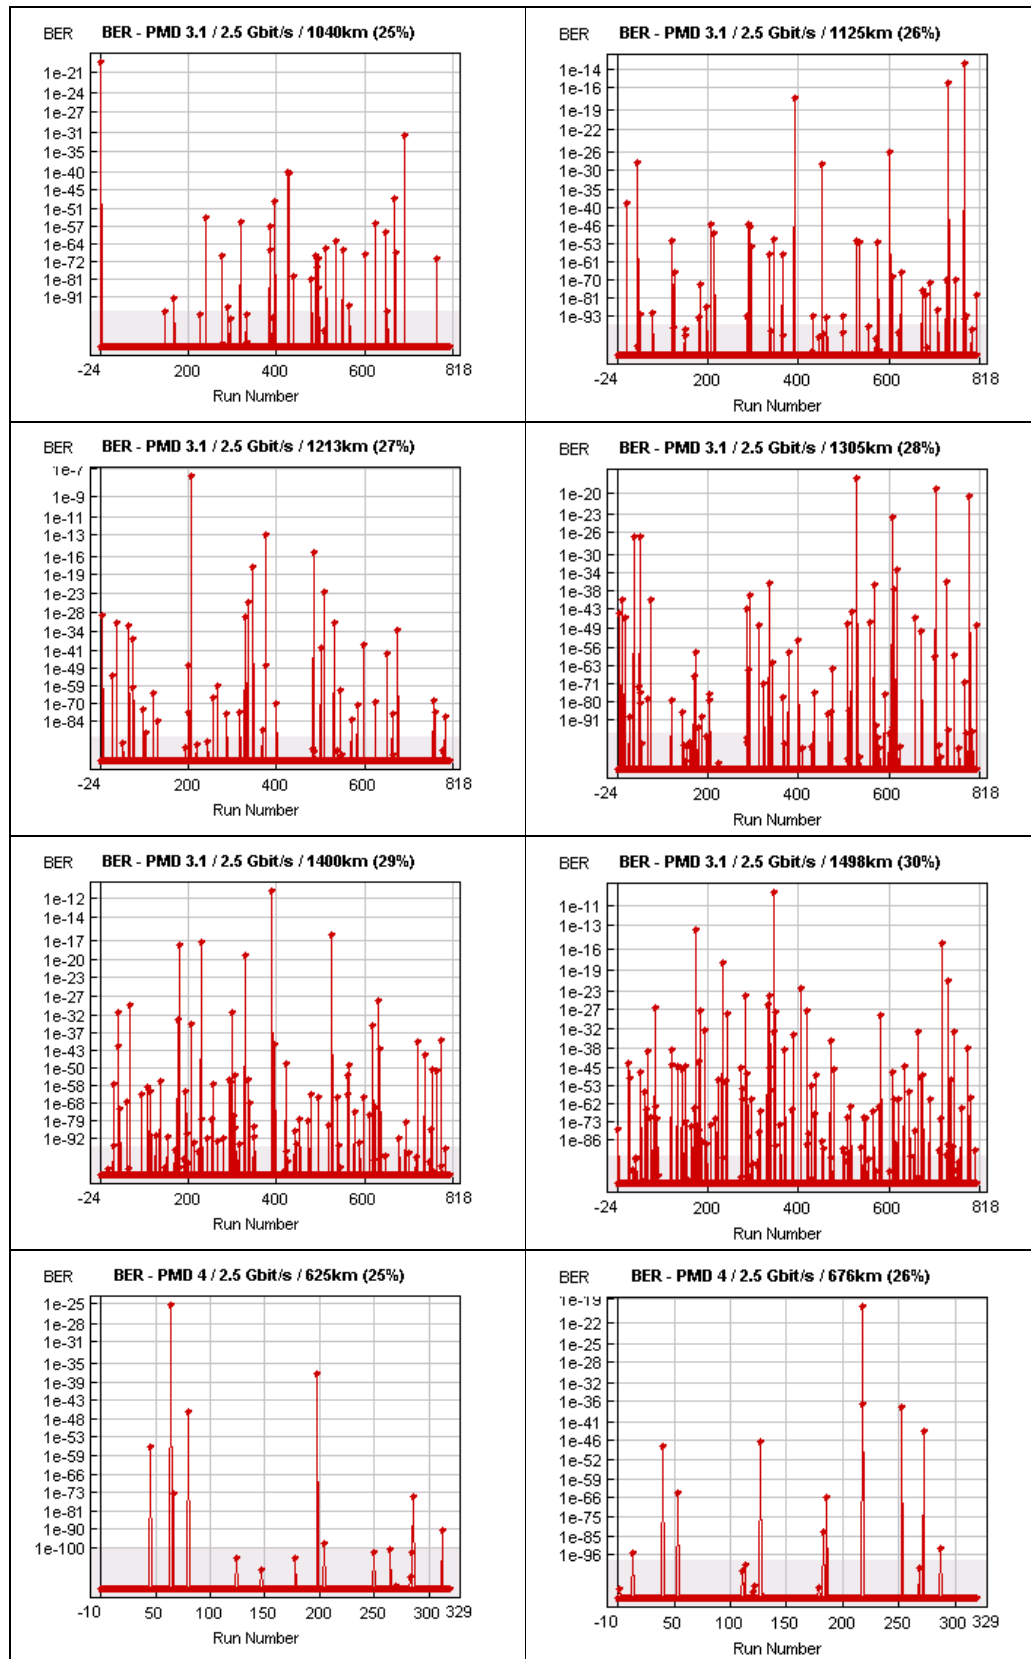 BER BER - PMD 3.1 / 2.5 Gbit/s / 1040km (25%)
1e-21
1e-24
1e-27
1e-31
1e-35
1e-40
1e-45
1e-51
1e-57
1e-64
1e-72
1e-81
1e-91
-24 200 400 600 818
Run Number
BER BER - PMD 3.1 / 2.5 Gbit/s / 1125km (26%)
1e-14
1e-16
1e-19
1e-22
1e-26
1e-30
1e-35
1e-40
1e-46
1e-53
1e-61
1e-70
1e-81
1e-93
-24 200 400 600 818
Run Number
BER BER - PMD 3.1 / 2.5 Gbit/s / 1213km (27%)
1e-7
1e-9
1e-11
1e-13
1e-16
1e-19
1e-23
1e-28
1e-34
1e-41
1e-49
1e-59
1e-70
1e-84
-24 200 400 600 818
Run Number
BER BER - PMD 3.1 / 2.5 Gbit/s / 1305km (28%)
1e-20
1e-23
1e-26
1e-30
1e-34
1e-38
1e-43
1e-49
1e-56
1e-63
1e-71
1e-80
1e-91
-24 200 400 600 818
Run Number
BER BER - PMD 3.1 / 2.5 Gbit/s / 1400km (29%)
1e-12
1e-14
1e-17
1e-20
1e-23
1e-27
1e-32
1e-37
1e-43
1e-50
1e-58
1e-68
1e-79
1e-92
-24 200 400 600 818
Run Number
BER BER - PMD 3.1 / 2.5 Gbit/s / 1498km (30%)
1e-11
1e-13
1e-16
1e-19
1e-23
1e-27
1e-32
1e-38
1e-45
1e-53
1e-62
1e-73
1e-86
-24 200 400 600 818
Run Number
BER BER - PMD 4 / 2.5 Gbit/s / 625km (25%)
1e-25
1e-28
1e-31
1e-35
1e-39
1e-43
1e-48
1e-53
1e-59
1e-66
1e-73
1e-81
1e-90
1e-100
-10 50 100 150 200 250 300 329
Run Number
BER BER - PMD 4 / 2.5 Gbit/s / 676km (26%)
1e-19
1e-22
1e-25
1e-28
1e-32
1e-36
1e-41
1e-46
1e-52
1e-59
1e-66
1e-75
1e-85
1e-96
-10 50 100 150 200 250 300 329
Run Number